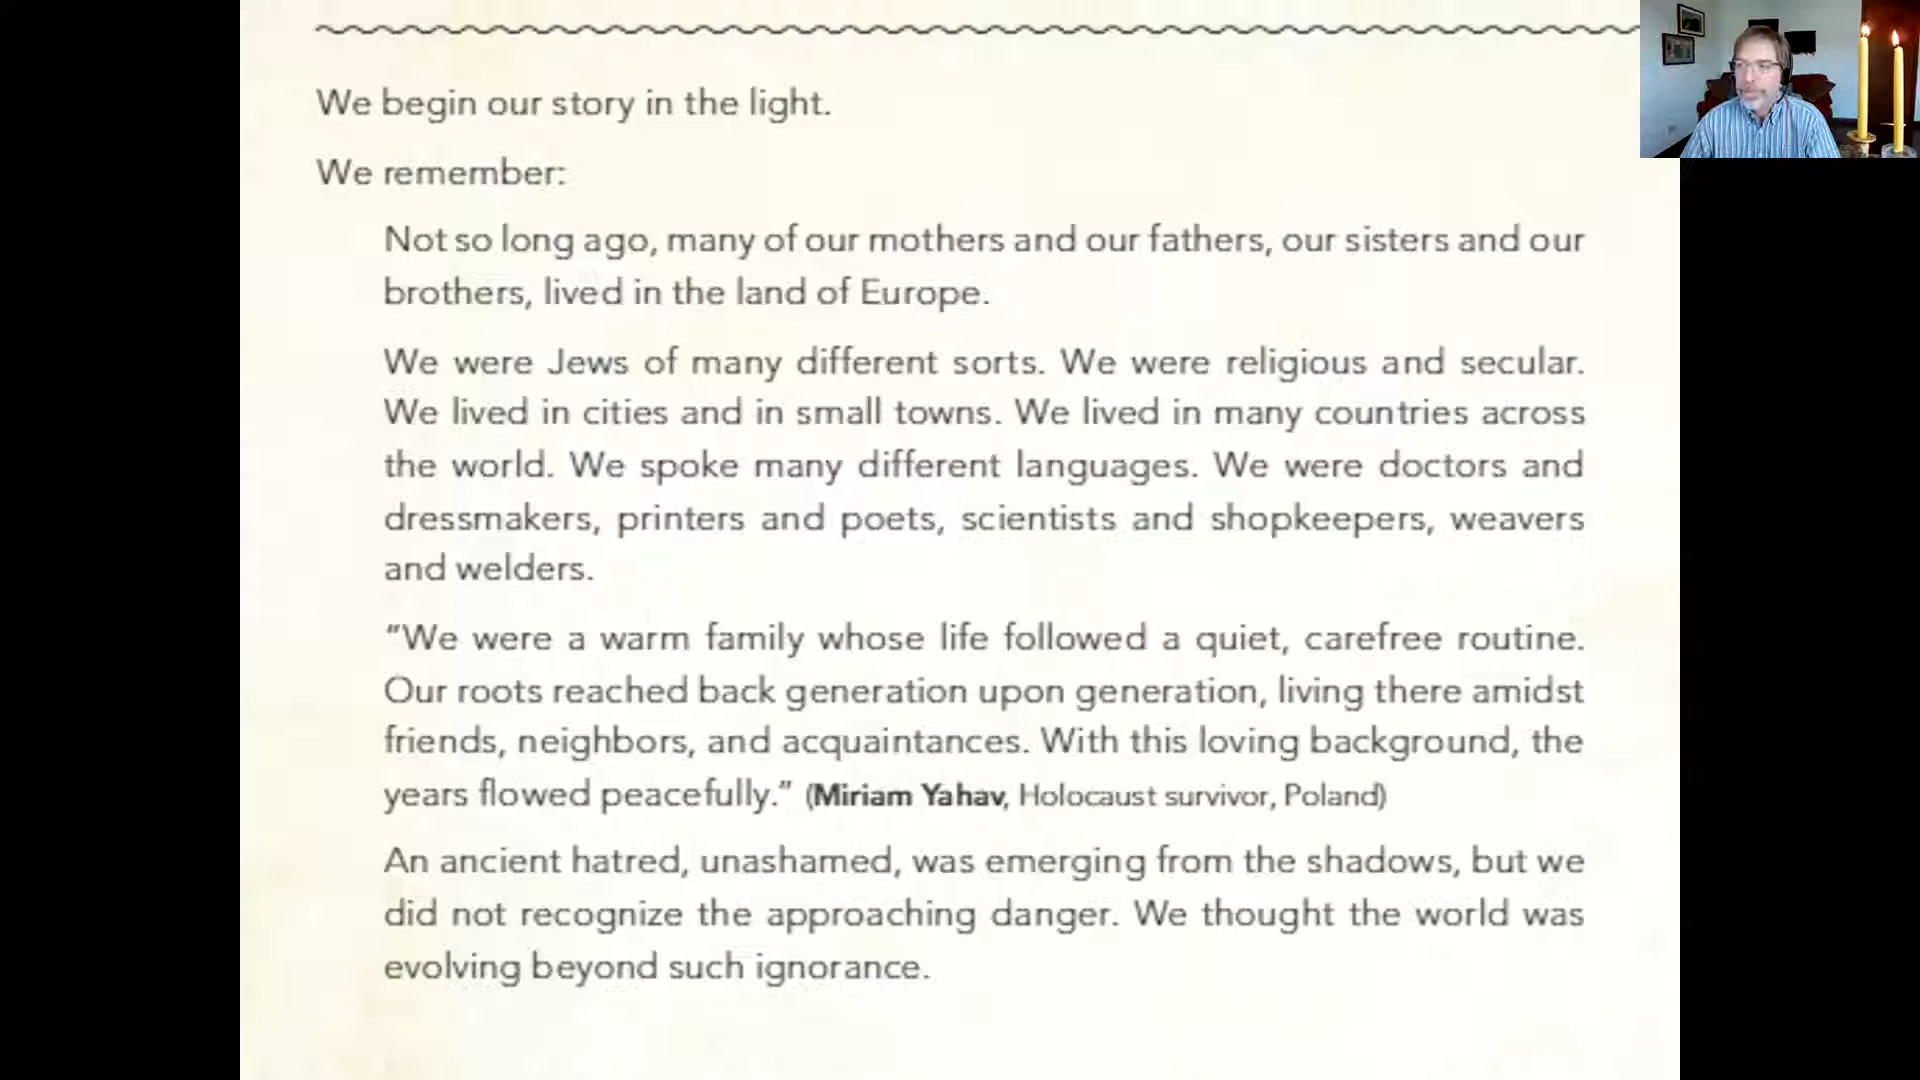 We begin our story in the light.
We remember:
Not so long ago, many of our mothers and our fathers, our sisters and our
brothers, lived in the land of Europe.
We were Jews of many different sorts. We were religious and secular.
We lived in cities and in small towns. We lived in many countries across
the world. We spoke many different languages. We were doctors and
dressmakers, printers and poets, scientists and shopkeepers, weavers
and welders.
“We were a warm family whose life followed a quiet, carefree routine.
Our roots reached back generation upon generation, living there amidst
friends, neighbors, and acquaintances. With this loving background, the
years flowed peacefully.” (Miriam Yahav, Holocaust survivor, Poland)
An ancient hatred, unashamed, was emerging from the shadows, but we
did not recognize the approaching danger. We thought the world was
evolving beyond such ignorance.